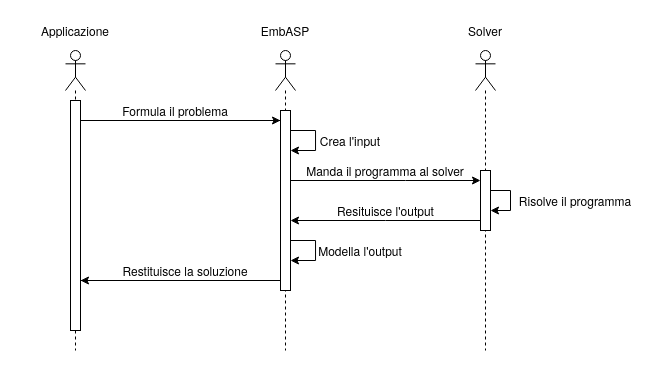 Applicazione
EmbASP
Solver
Formula il problema
Crea l'input
Manda il programma al solver
Risolve il programma
Resituisce l'output
Modella l'output
Restituisce la soluzione